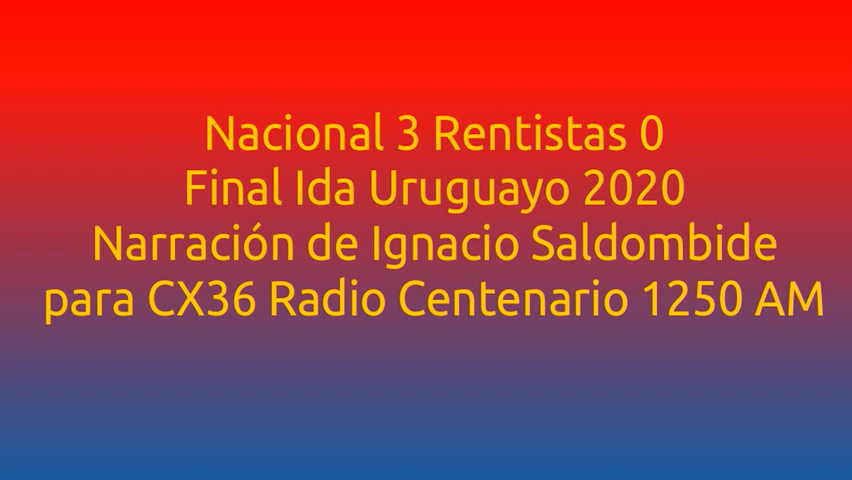 Nacional 3 Rentistas 0
Final Ida Uruguayo 2020
Narración de Ignacio Saldombide
para CX36 Radio Centenario 1250 AM